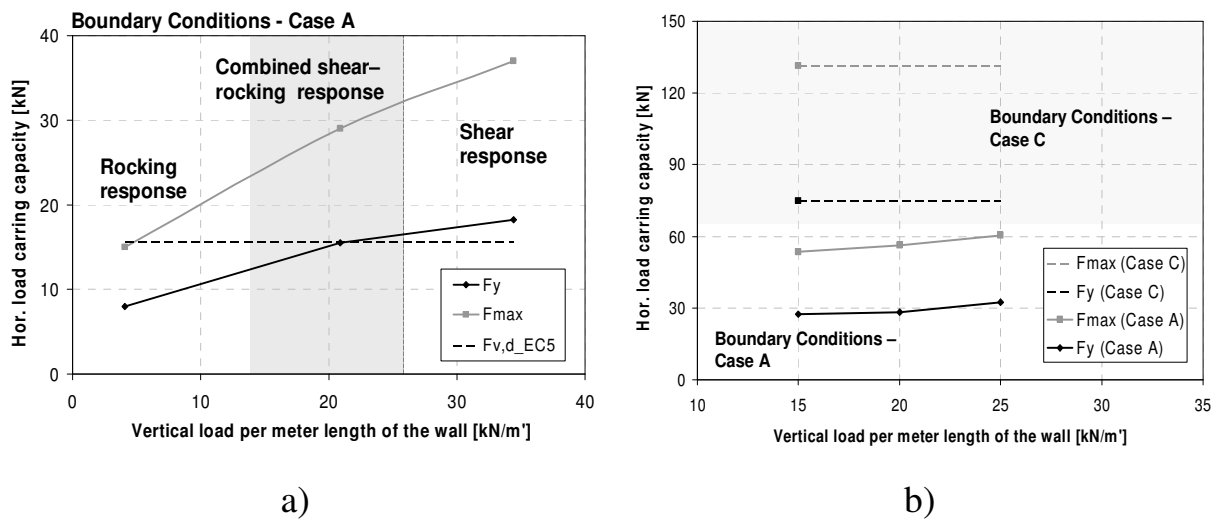 Boundary Conditions - Case A
Hor. load carring capacity [kN]
40
30
20
10
0
Combined shear–
rocking response
Rocking
response
Shear
response
Fy
Fmax
Fv,d_EC5
0 10 20 30 40
Vertical load per meter length of the wall [kN/m']
a)
Hor. load carring capacity [kN]
150
120
90
60
30
0
Boundary Conditions –
Case C
Boundary Conditions –
Case A
Fmax (Case C)
Fy (Case C)
Fmax (Case A)
Fy (Case A)
10 15 20 25 30 35
Vertical load per meter length of the wall [kN/m']
b)